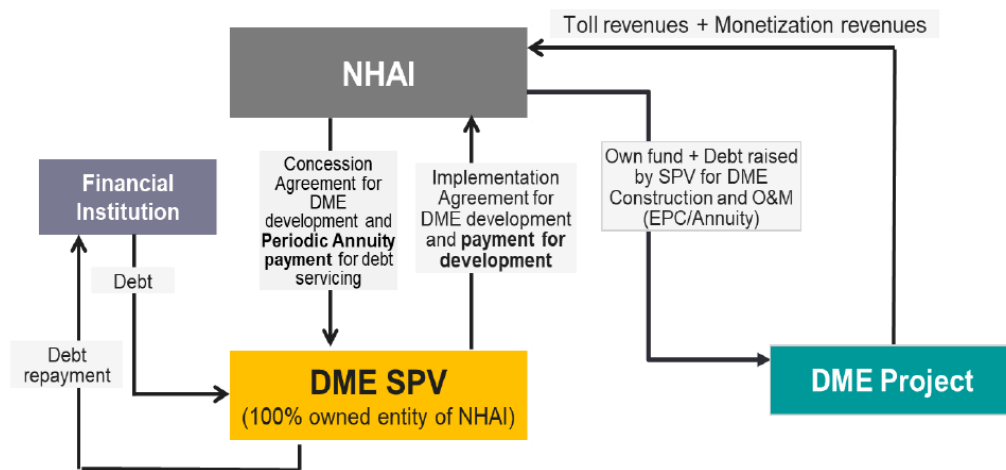 Toll revenues + Monetization revenues
NHAI
Financial
Institution
Concession
Agreement for
DME
development and
Periodic Annuity
payment for debt
servicing
Implementation
Agreement for
DME development
and payment for
development
Own fund + Debt raised
by SPV for DME
Construction and O&M
(EPC/Annuity)
Debt
Debt
repayment
DME SPV
(100% owned entity of NHAI)
DME Project